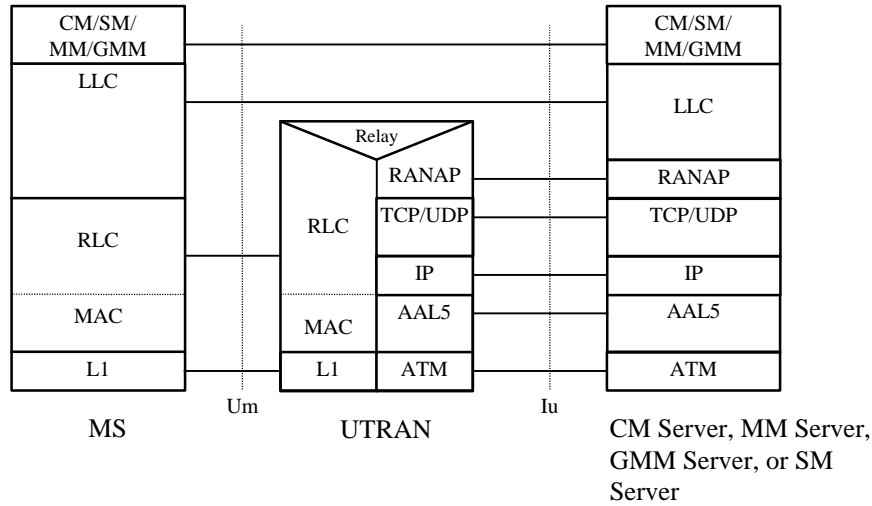 CM/SM/
MM/GMM
LLC
RLC
MAC
L1
MS
Um
Relay
RLC
MAC
L1
RANAP
TCP/UDP
IP
AAL5
ATM
UTRAN
Iu
CM/SM/
MM/GMM
LLC
RANAP
TCP/UDP
IP
AAL5
ATM
CM Server, MM Server,
GMM Server, or SM
Server